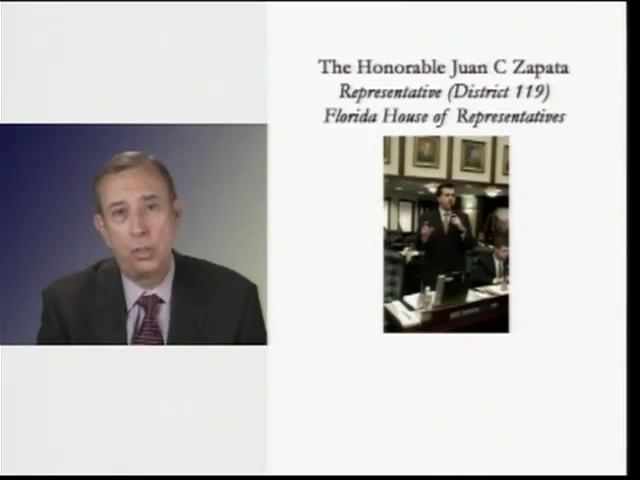 The Honorable Juan C Zapata
Representative (District 119)
Florida House of Representatives